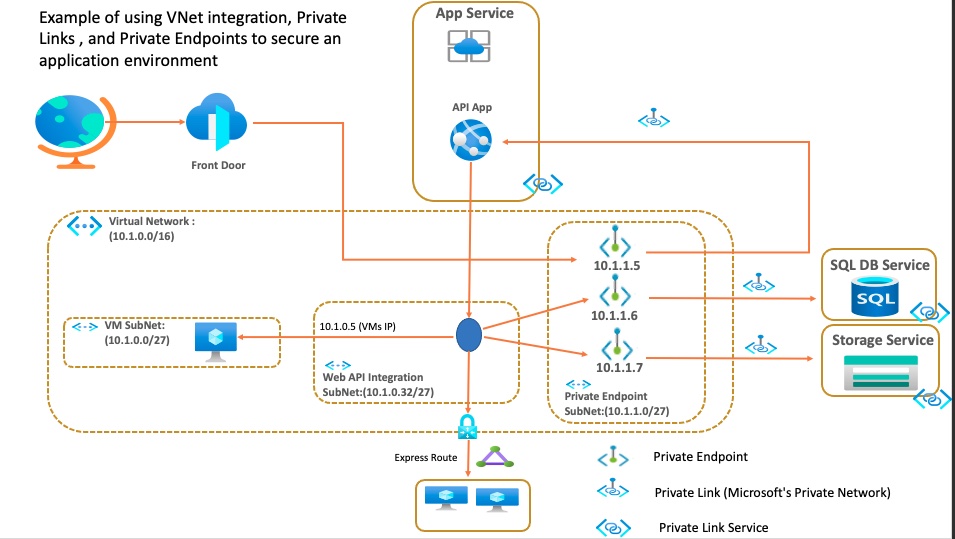 Example of using VNet integration, Private
Links , and Private Endpoints to secure an
application environment
App Service
API App
Front Door
Virtual Network :
(10.1.0.0/16)
10.1.1.5
10.1.1.6
10.1.1.7
SQL DB Service
SQL
Storage Service
VM SubNet:
(10.1.0.0/27)
10.1.0.5 (VMs IP)
Web API Integration
SubNet:(10.1.0.32/27)
Private Endpoint
SubNet:(10.1.1.0/27)
Express Route
Private Endpoint
Private Link (Microsoft's Private Network)
Private Link Service